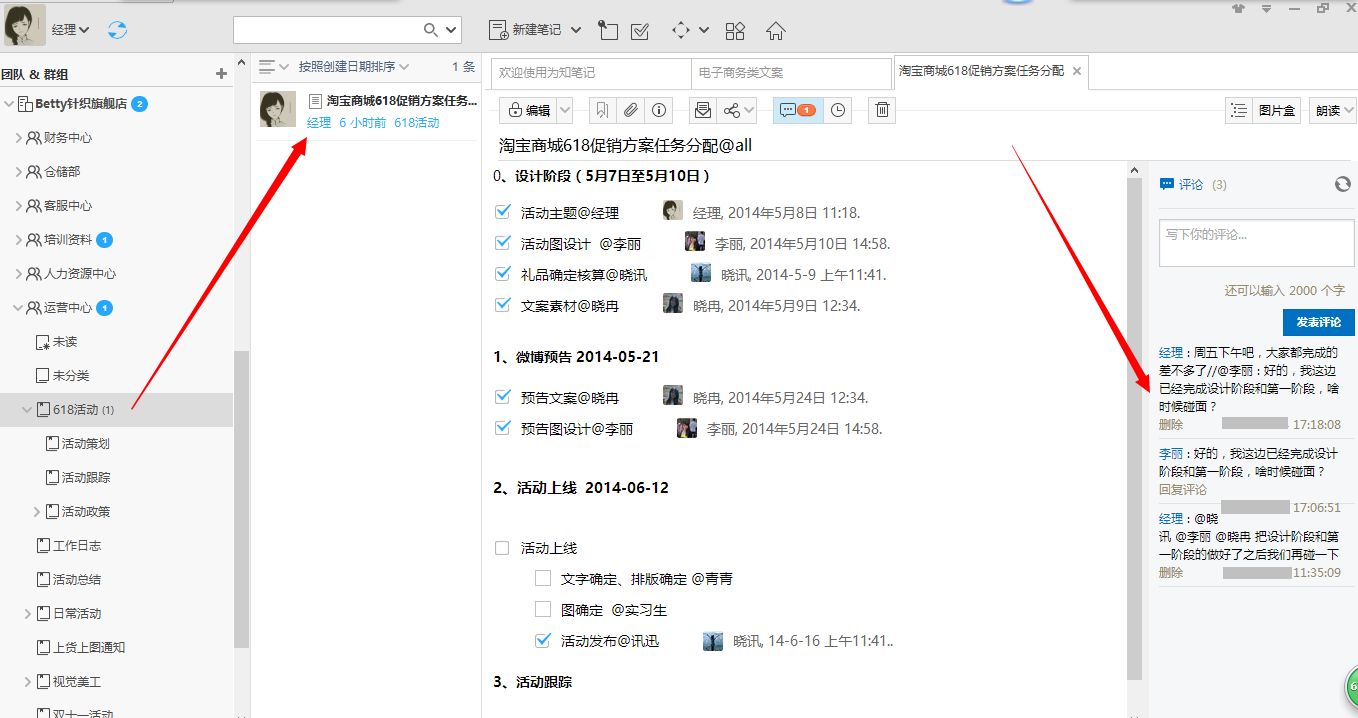 经理
新建笔记
团队 & 群组
Betty针织旗舰店 2
财务中心
仓储部
客服中心
培训资料 1
人力资源中心
运营中心 1
未读
未分类
618活动 (1)
活动策划
活动跟踪
活动政策
工作日志
活动总结
日常活动
上货上图通知
视觉美工
双十一活动
按照创建日期排序
1 条
淘宝商城618促销方案任务...
经理 6 小时前 618活动
欢迎使用为知笔记
电子商务类文案
淘宝商城618促销方案任务分配
编辑
1
图片盒
朗读
淘宝商城618促销方案任务分配@all
0、设计阶段（5月7日至5月10日）
活动主题@经理 经理, 2014年5月8日 11:18.
活动图设计 @李丽 李丽, 2014年5月10日 14:58.
礼品确定核算@晓讯 晓讯, 2014-5-9 上午11:41.
文案素材@晓冉 晓冉, 2014年5月9日 12:34.
1、微博预告 2014-05-21
预告文案@晓冉 晓冉, 2014年5月24日 12:34.
预告图设计@李丽 李丽, 2014年5月24日 14:58.
2、活动上线 2014-06-12
活动上线
文字确定、排版确定 @青青
图确定 @实习生
活动发布@讯迅 晓讯, 14-6-16 上午11:41..
3、活动跟踪
评论 (3)
写下你的评论...
还可以输入 2000 个字
发表评论
经理：周五下午吧，大家都完成的
差不多了//@李丽：好的，我这边
已经完成设计阶段和第一阶段，啥
时候碰面？
删除 17:18:08
李丽：好的，我这边已经完成设计
阶段和第一阶段，啥时候碰面？
回复评论
17:06:51
经理：@晓
讯 @李丽 @晓冉 把设计阶段和第
一阶段的做好了之后我们再碰一下
删除 11:35:09